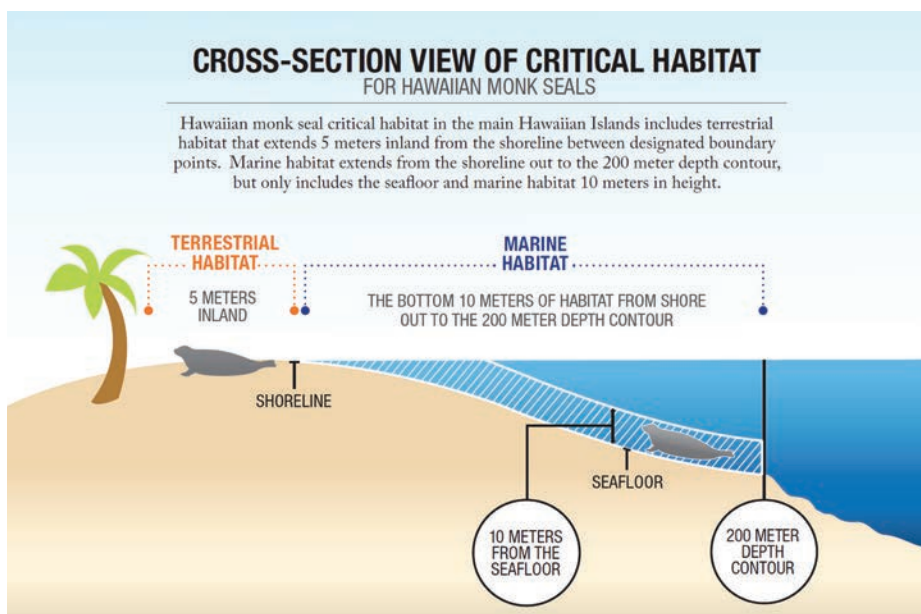 CROSS-SECTION VIEW OF CRITICAL HABITAT
FOR HAWAIIAN MONK SEALS
Hawaiian monk seal critical habitat in the main Hawaiian Islands includes terrestrial
habitat that extends 5 meters inland from the shoreline between designated boundary
points. Marine habitat extends from the shoreline out to the 200 meter depth contour,
but only includes the seafloor and marine habitat 10 meters in height.
TERRESTRIAL
HABITAT
5 METERS
INLAND
MARINE
HABITAT
THE BOTTOM 10 METERS OF HABITAT FROM SHORE
OUT TO THE 200 METER DEPTH CONTOUR
SHORELINE
SEAFLOOR
10 METERS
FROM THE
SEAFLOOR
200 METER
DEPTH
CONTOUR